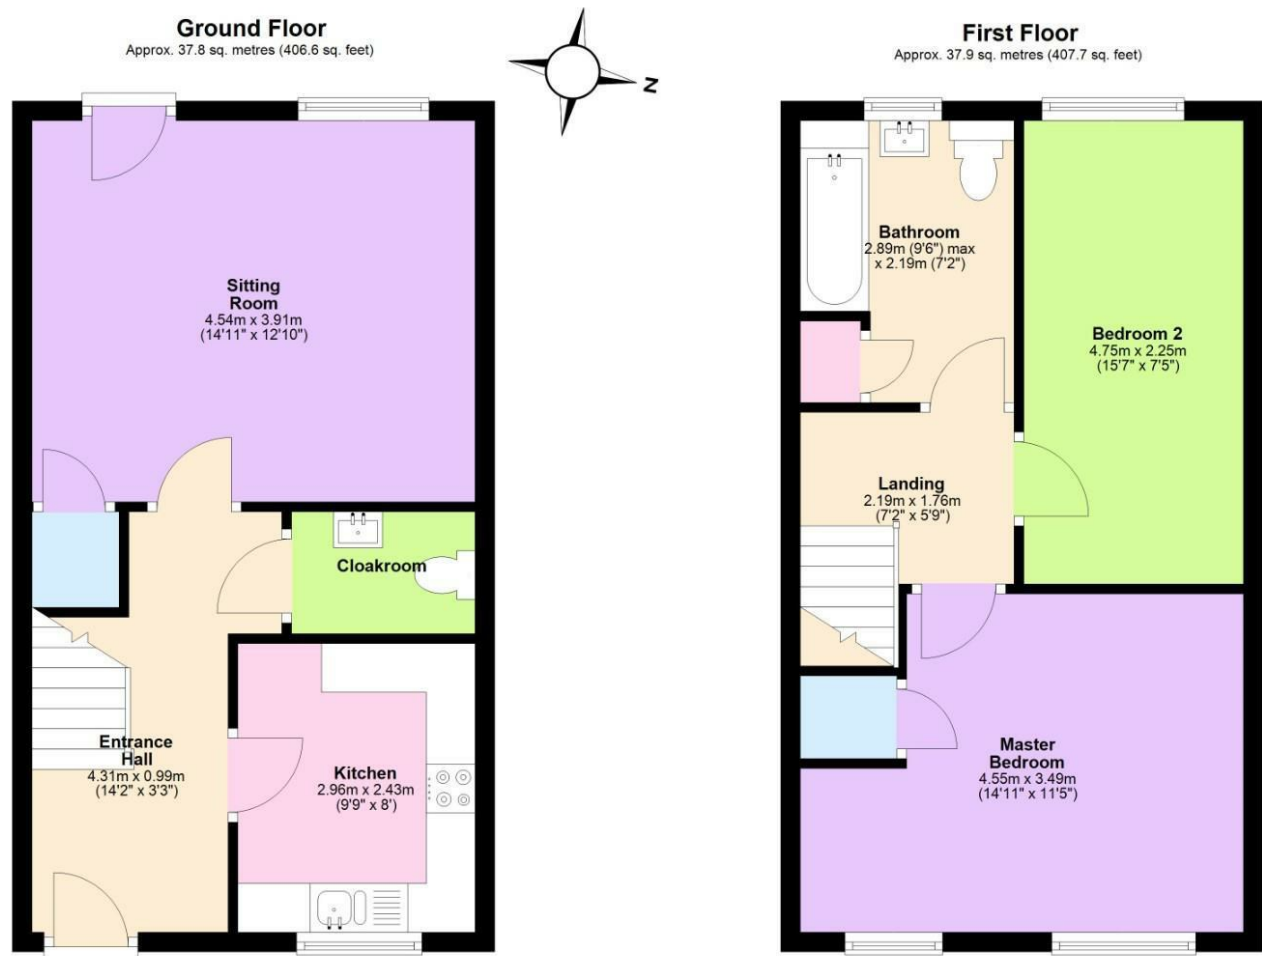 Ground Floor
Approx. 37.8 sq. metres (406.6 sq. feet)
N
Sitting
Room
4.54m x 3.91m
(14'11" x 12'10")
Cloakroom
Entrance
Hall
4.31m x 0.99m
(14'2" x 3'3")
Kitchen
2.96m x 2.43m
(9'9" x 8')
First Floor
Approx. 37.9 sq. metres (407.7 sq. feet)
Bathroom
2.89m (9'6") max
x 2.19m (7'2")
Bedroom 2
4.75m x 2.25m
(15'7" x 7'5")
Landing
2.19m x 1.76m
(7'2" x 5'9")
Master
Bedroom
4.55m x 3.49m
(14'11" x 11'5")